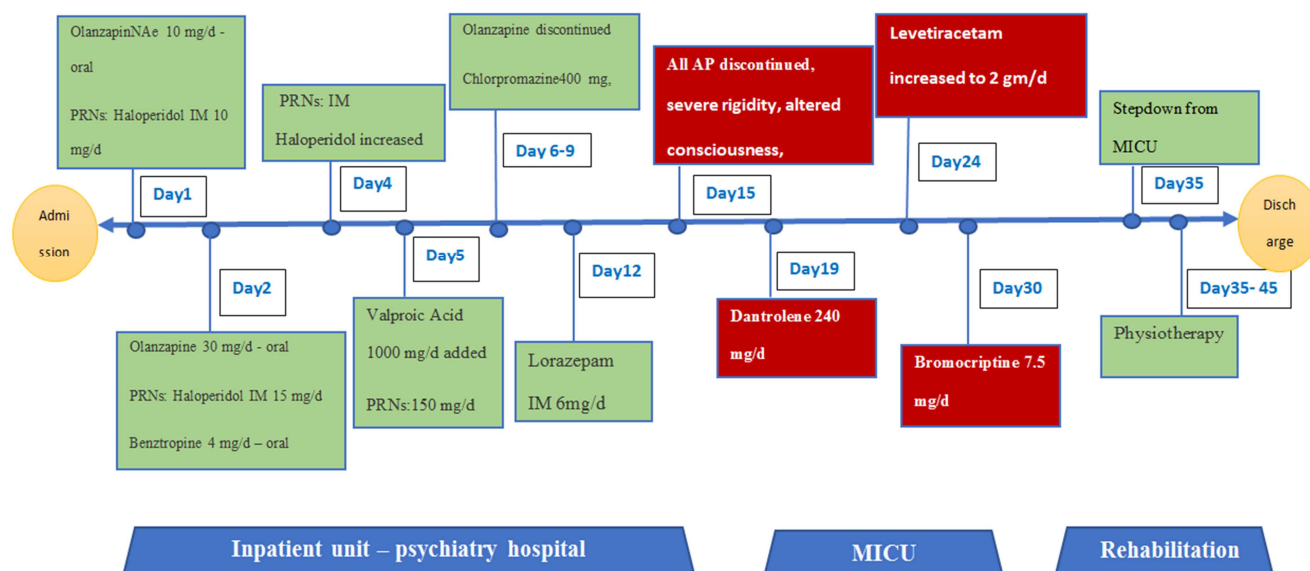 OlanzapinNAe 10 mg/d -
oral
PRNs: Haloperidol IM 10
mg/d
Day1
Admi
ssion
Day2
Olanzapine 30 mg/d - oral
PRNs: Haloperidol IM 15 mg/d
Benztropine 4 mg/d – oral
PRNs: IM
Haloperidol increased
Day4
Day5
Valproic Acid
1000 mg/d added
PRNs:150 mg/d
Olanzapine discontinued
Chlorpromazine400 mg,
Day 6-9
Day12
Lorazepam
IM 6mg/d
All AP discontinued,
severe rigidity, altered
consciousness,
Day15
Day19
Dantrolene 240
mg/d
Levetiracetam
increased to 2 gm/d
Day24
Day30
Bromocriptine 7.5
mg/d
Stepdown from
MICU
Day35
Day35- 45
Physiotherapy
Disch
arge
Inpatient unit – psychiatry hospital
MICU
Rehabilitation